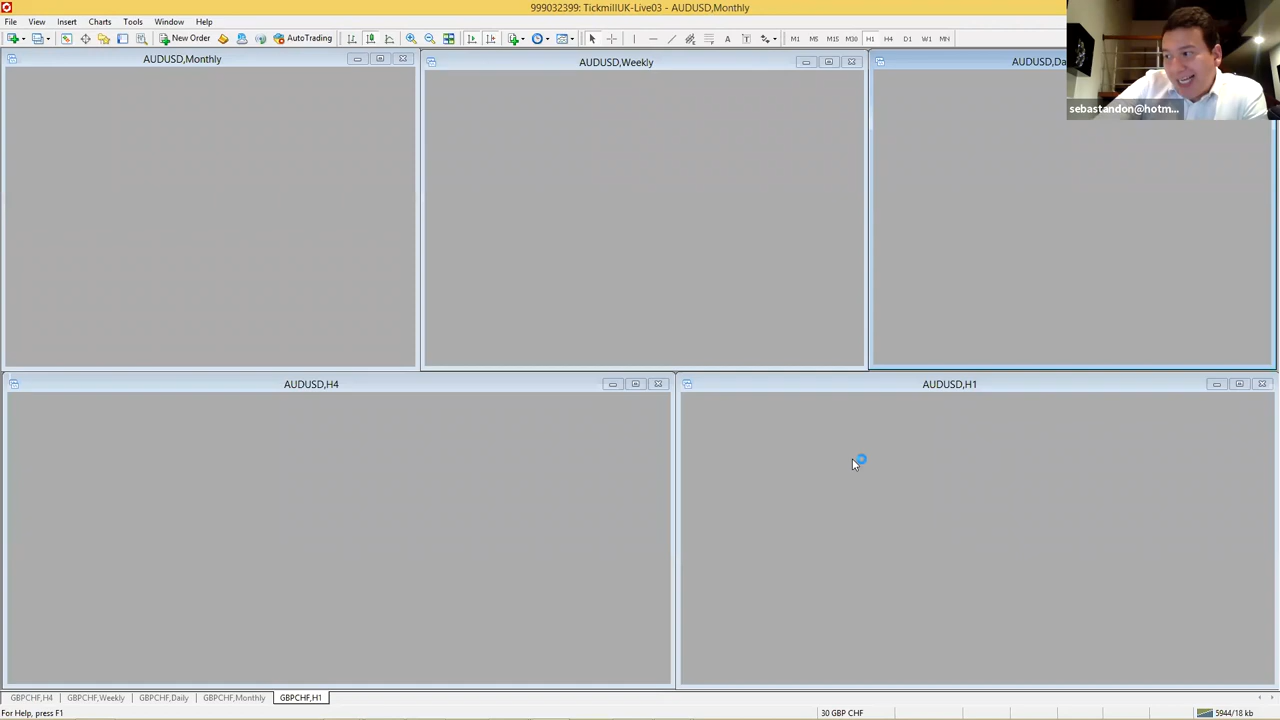 999032399: TickmillUK-Live03 - AUDUSD,Monthly
File View Insert Charts Tools Window Help
New Order AutoTrading M1 M5 M15 M30 H1 H4 D1 W1 MN
AUDUSD,Monthly
AUDUSD,Weekly
AUDUSD,Da
sebastandon@hotm...
AUDUSD,H4
AUDUSD,H1
GBPCHF,H4 GBPCHF,Weekly GBPCHF,Daily GBPCHF,Monthly GBPCHF,H1
For Help, press F1
30 GBP CHF
5944/18 kb